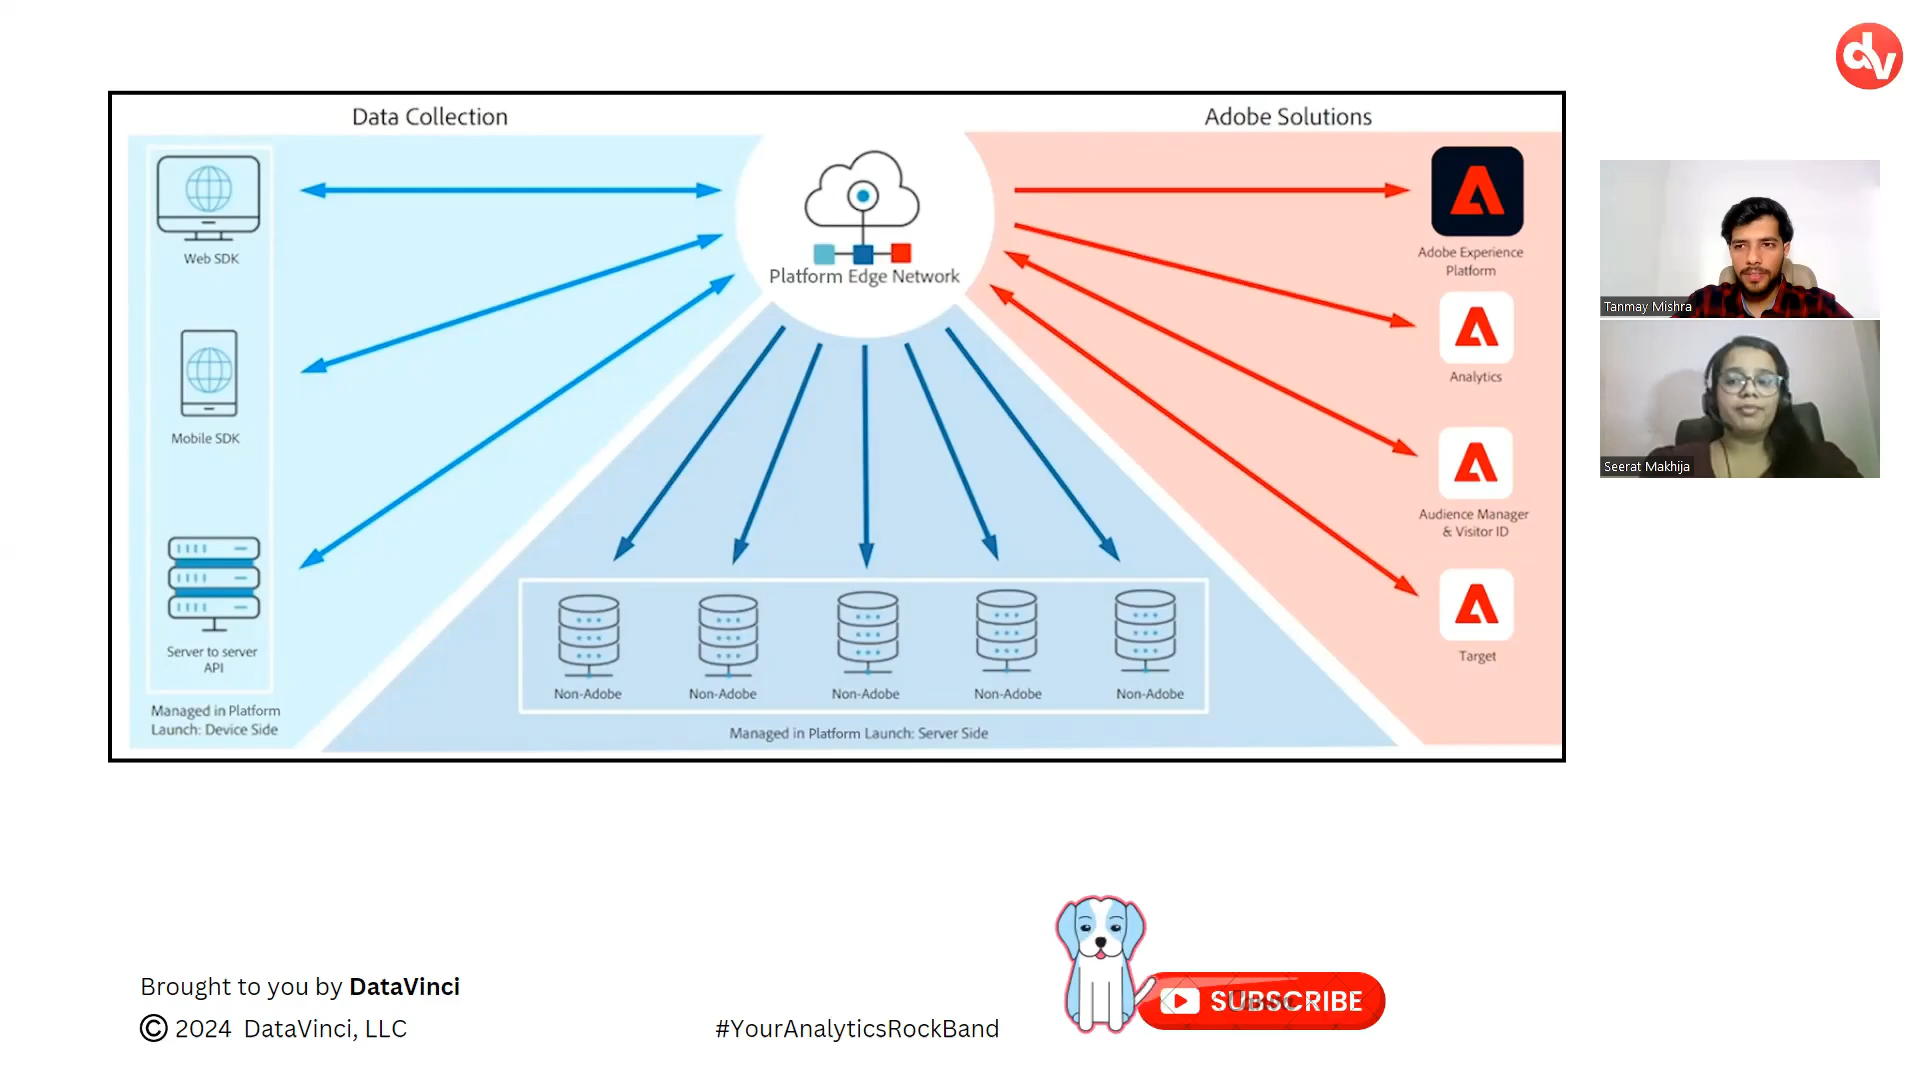 Data Collection
Adobe Solutions
Web SDK
Mobile SDK
Server to server
API
Managed in Platform
Launch: Device Side
Platform Edge Network
Non-Adobe
Non-Adobe
Non-Adobe
Non-Adobe
Non-Adobe
Managed in Platform Launch: Server Side
Adobe Experience
Platform
Analytics
Audience Manager
& Visitor ID
Target
dv
Tanmay Mishra
Seerat Makhija
Brought to you by DataVinci
© 2024 DataVinci, LLC
#YourAnalyticsRockBand
SUBSCRIBE